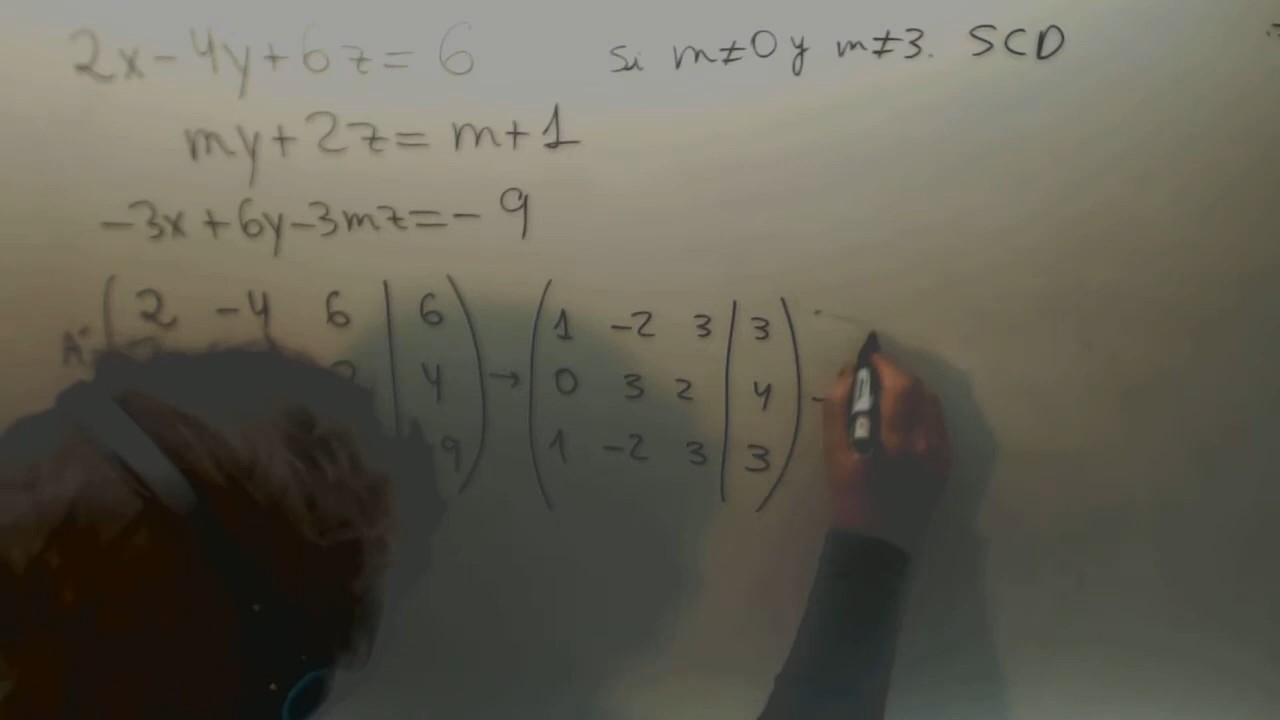 2x-4y+6z=6 Si m≠0 y m≠3. SCD
my+2z=m+1
-3x+6y-3mz=-9
2 -4 6 | 6 → 1 -2 3 | 3
4 0 3 2 | 4
9 1 -2 3 | 3